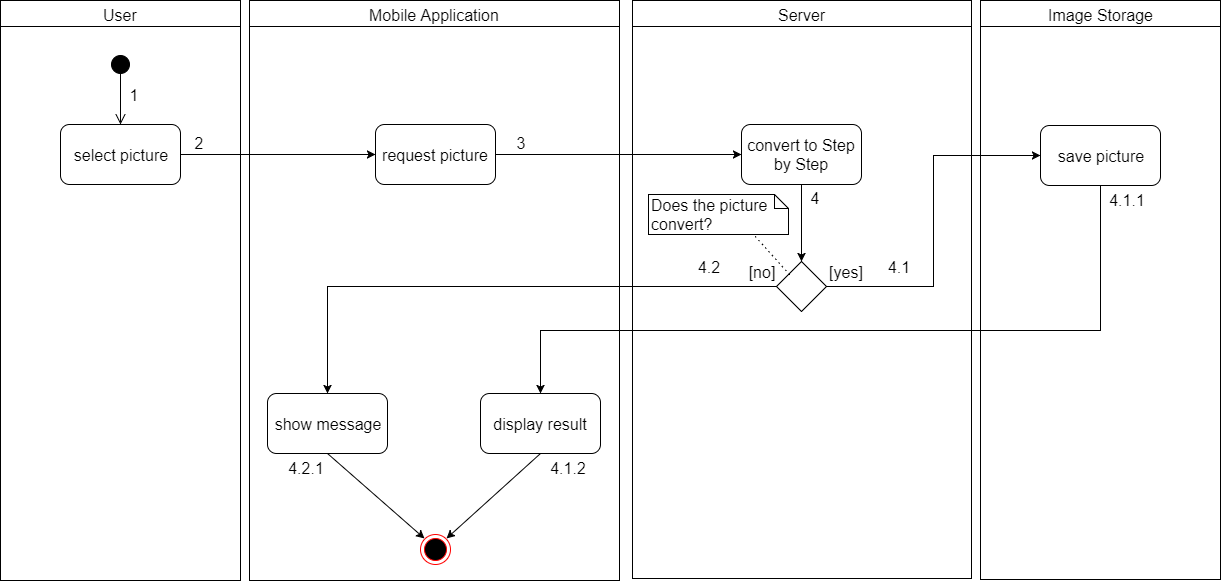 User
Mobile Application
Server
Image Storage
1
select picture
2
request picture
3
convert to Step
by Step
save picture
4
4.1.1
Does the picture
convert?
4.2
[no]
[yes]
4.1
show message
display result
4.2.1
4.1.2